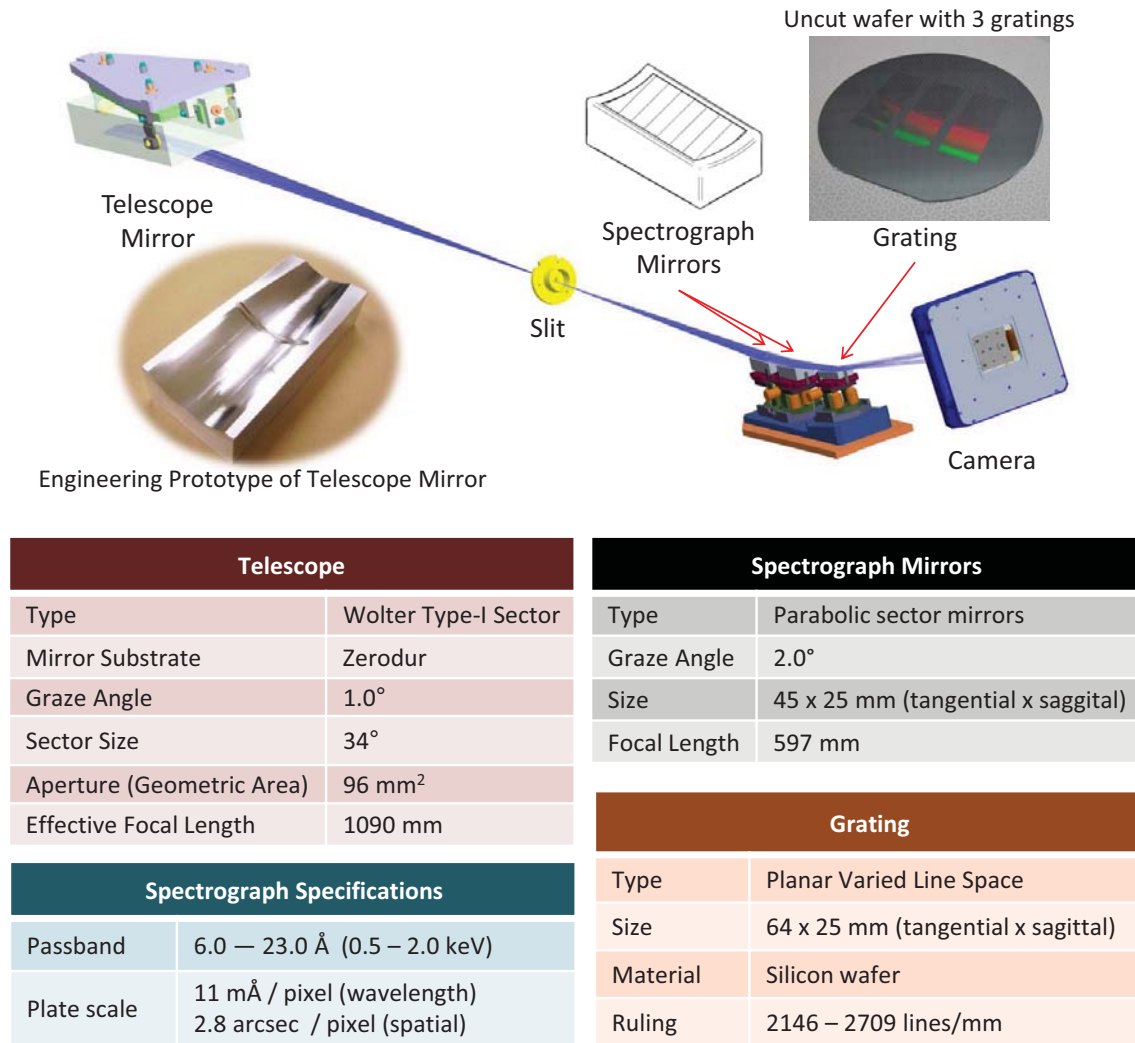 Uncut wafer with 3 gratings
Telescope
Mirror
Spectrograph
Mirrors
Grating
Slit
Camera
Engineering Prototype of Telescope Mirror
Telescope
Type Wolter Type-I Sector
Mirror Substrate Zerodur
Graze Angle 1.0°
Sector Size 34°
Aperture (Geometric Area) 96 mm²
Effective Focal Length 1090 mm
Spectrograph Specifications
Passband 6.0 — 23.0 Å (0.5 – 2.0 keV)
Plate scale 11 mÅ / pixel (wavelength)
2.8 arcsec / pixel (spatial)
Spectrograph Mirrors
Type Parabolic sector mirrors
Graze Angle 2.0°
Size 45 x 25 mm (tangential x saggital)
Focal Length 597 mm
Grating
Type Planar Varied Line Space
Size 64 x 25 mm (tangential x sagittal)
Material Silicon wafer
Ruling 2146 – 2709 lines/mm